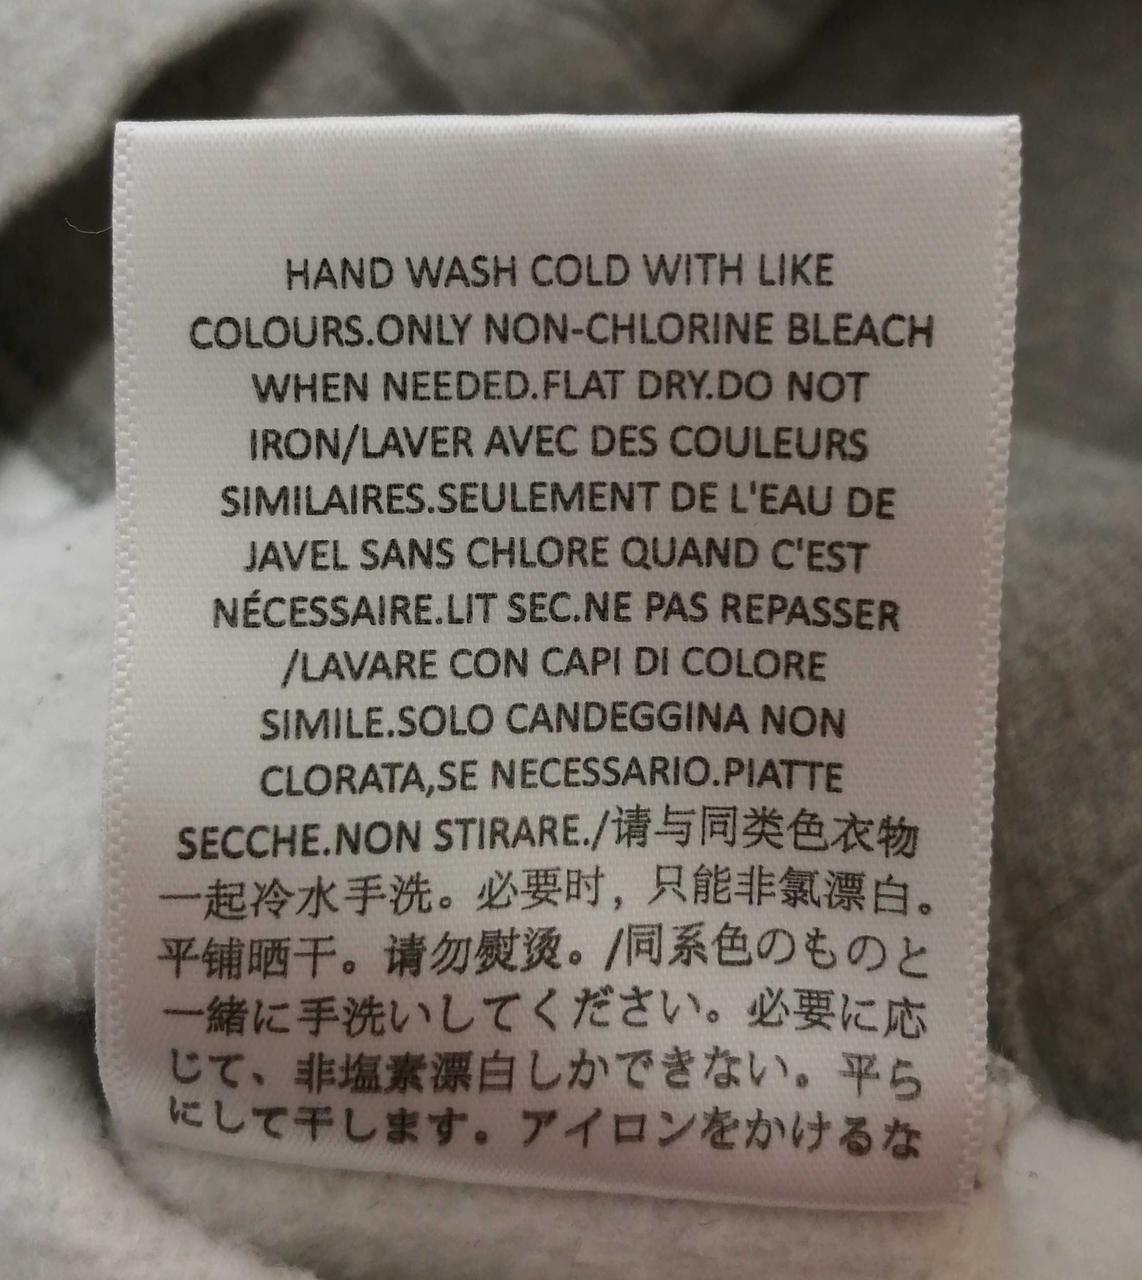 HAND WASH COLD WITH LIKE
COLOURS.ONLY NON-CHLORINE BLEACH
WHEN NEEDED.FLAT DRY.DO NOT
IRON/LAVER AVEC DES COULEURS
SIMILAIRES.SEULEMENT DE L'EAU DE
JAVEL SANS CHLORE QUAND C'EST
NÉCESSAIRE.LIT SEC.NE PAS REPASSER
/LAVARE CON CAPI DI COLORE
SIMILE.SOLO CANDEGGINA NON
CLORATA,SE NECESSARIO.PIATTE
SECCHE.NON STIRARE./请与同类色衣物
一起冷水手洗。必要时，只能非氯漂白。
平铺晒干。请勿熨烫。/同系色のものと
一緒に手洗いしてください。必要に応
じて、非塩素漂白しかできない。平ら
にして干します。アイロンをかけるな